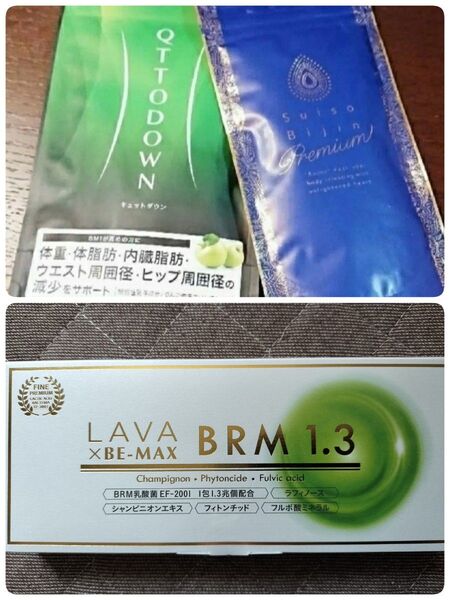 QTTODOWN
キュットダウン
BMIが高めの方に
体重・体脂肪・内臓脂肪・
ウエスト周囲径・ヒップ周囲径の
減少をサポート
Suiso
Bijin
Premium
FINE
PREMIUM
LACTIC ACID
BACTERIA
EF-2001
LAVA
×BE-MAX
BRM 1.3
Champignon・Phytoncide・Fulvic acid
BRM乳酸菌 EF-2001 1包1.3兆個配合
ラフィノース
シャンピニオンエキス
フィトンチッド
フルボ酸ミネラル